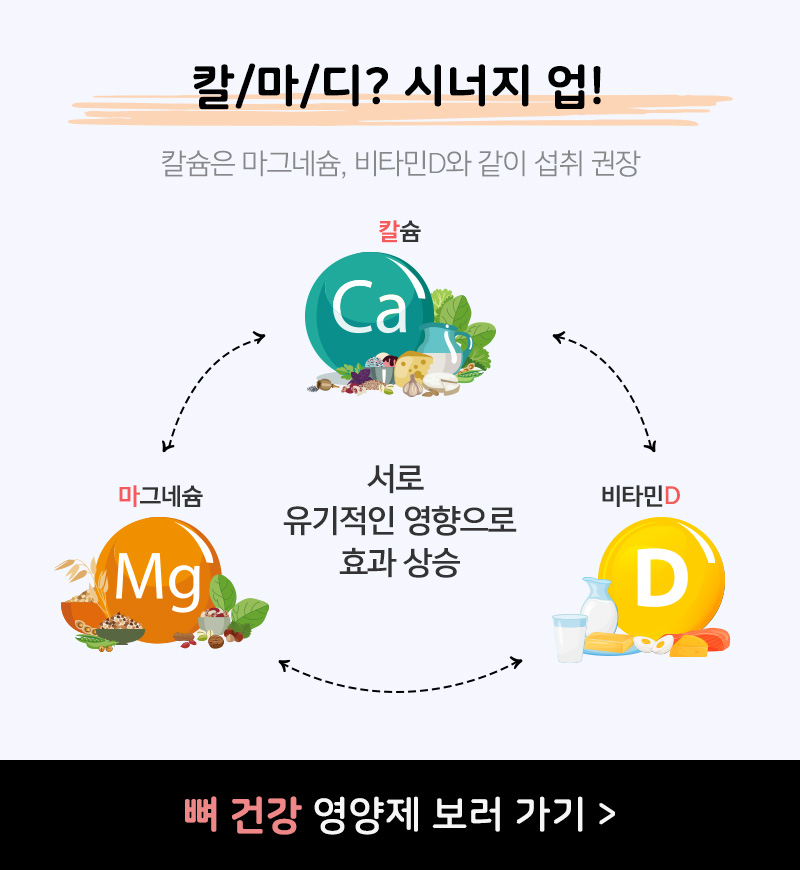 칼/마/디? 시너지 업!
칼슘은 마그네슘, 비타민D와 같이 섭취 권장
칼슘
Ca
서로
유기적인 영향으로
효과 상승
마그네슘
Mg
비타민D
D
뼈 건강 영양제 보러 가기 >